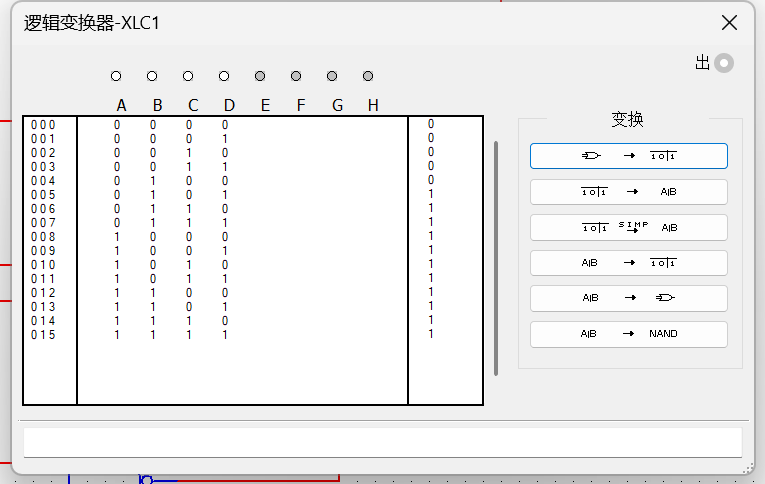 逻辑变换器-XLC1
出
A B C D E F G H
变换
000 0 0 0 0 0
001 0 0 0 1 0
002 0 0 1 0 0
003 0 0 1 1 0
004 0 1 0 0 0
005 0 1 0 1 1
006 0 1 1 0 1
007 0 1 1 1 1
008 1 0 0 0 1
009 1 0 0 1 1
010 1 0 1 0 1
011 1 0 1 1 1
012 1 1 0 0 1
013 1 1 0 1 1
014 1 1 1 0 1
015 1 1 1 1 1
→ 1 0 1
1 0 1 → A|B
1 0 1 SIMP → A|B
A|B → 1 0 1
A|B →
A|B → NAND